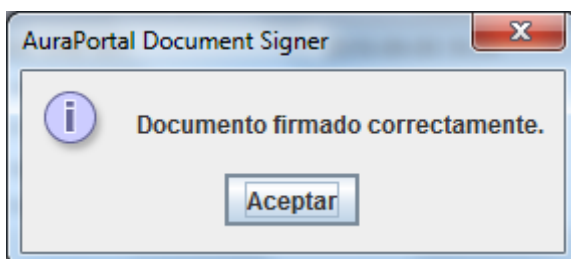 AuraPortal Document Signer
Documento firmado correctamente.
Aceptar